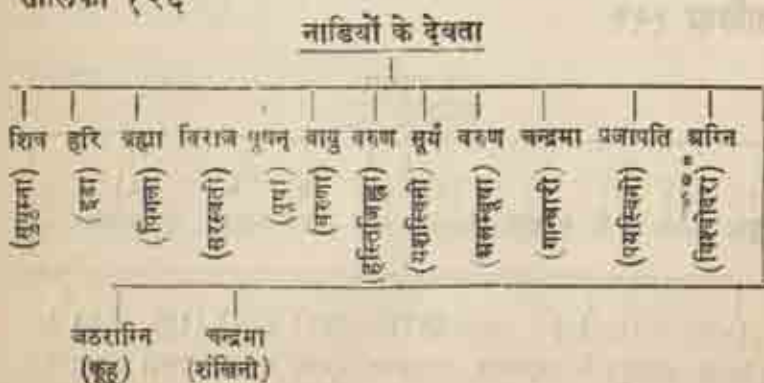 तालिका १२६
नाडियों के देवता
शिव हरि ब्रह्मा विराज पूषन् वायु वरुण सूर्य वरुण चन्द्रमा प्रजापति अग्नि
(सुषुम्ना) (इडा) (पिंगला) (सरस्वती) (पूषा) (वरुणा) (हस्तिजिह्वा) (यशस्विनी) (अलम्बुषा) (गान्धारी) (पयस्विनी) (विश्वोदरा)
जठराग्नि चन्द्रमा
(कुह) (शंखिनी)